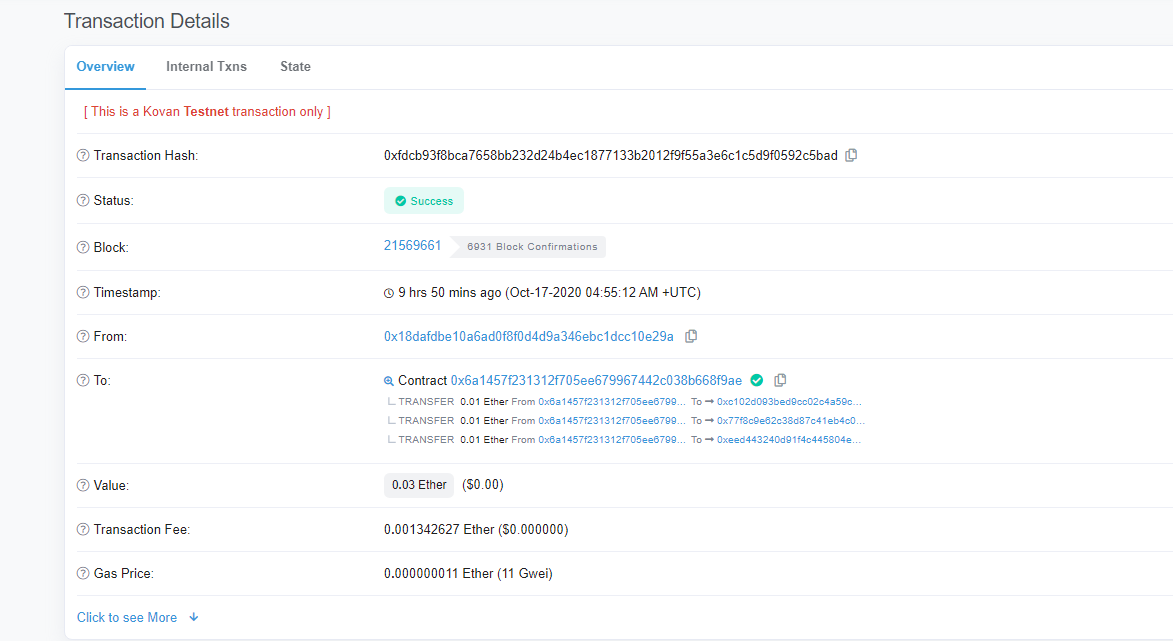 Transaction Details
Overview Internal Txns State
[ This is a Kovan Testnet transaction only ]
Transaction Hash: 0xfdcb93f8bca7658bb232d24b4ec1877133b2012f9f55a3e6c1c5d9f0592c5bad
Status: Success
Block: 21569661 6931 Block Confirmations
Timestamp: 9 hrs 50 mins ago (Oct-17-2020 04:55:12 AM +UTC)
From: 0x18dafdbe10a6ad0f8f0d4d9a346ebc1dcc10e29a
To: Contract 0x6a1457f231312f705ee679967442c038b668f9ae
TRANSFER 0.01 Ether From 0x6a1457f231312f705ee6799... To → 0xc102d093bed9cc02c4a59c...
TRANSFER 0.01 Ether From 0x6a1457f231312f705ee6799... To → 0x77f8c9e62c38d87c41eb4c0...
TRANSFER 0.01 Ether From 0x6a1457f231312f705ee6799... To → 0xeed443240d91f4c445804e...
Value: 0.03 Ether ($0.00)
Transaction Fee: 0.001342627 Ether ($0.000000)
Gas Price: 0.000000011 Ether (11 Gwei)
Click to see More ↓